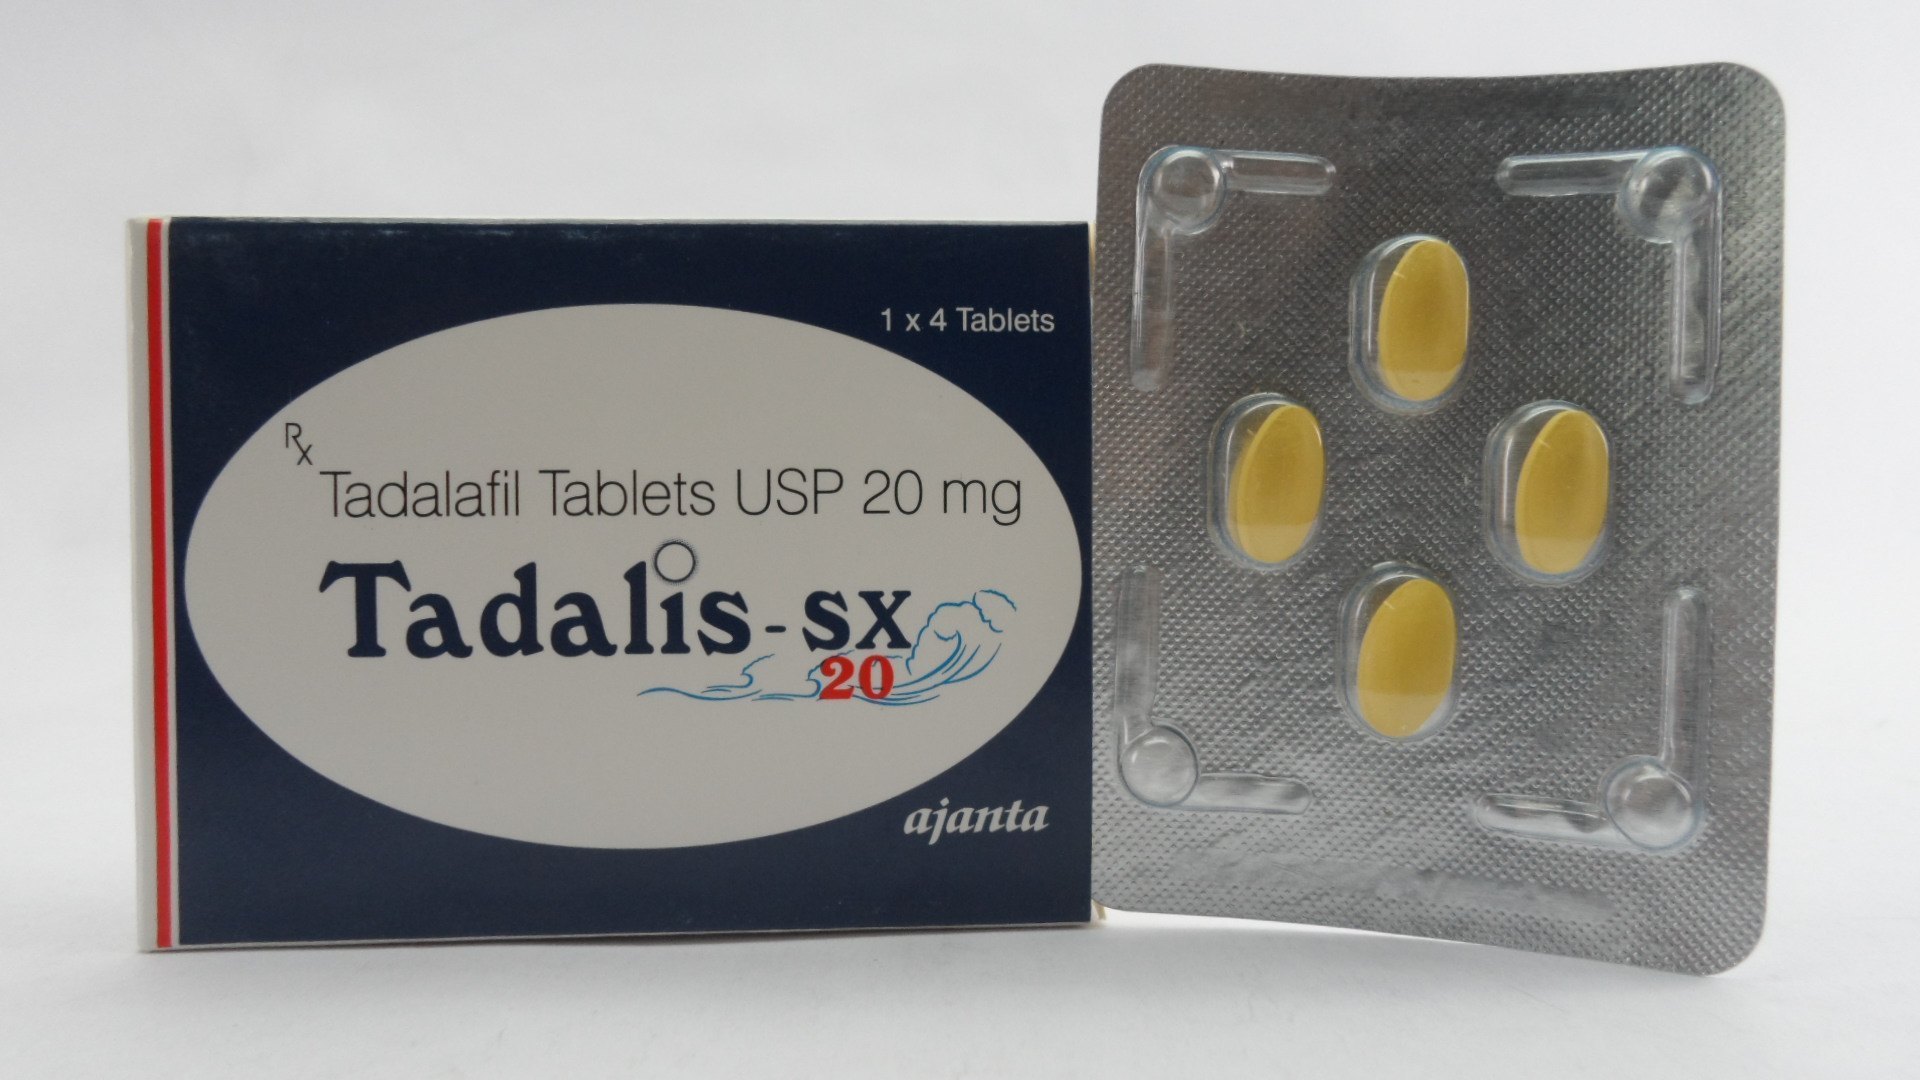 1 x 4 Tablets
Rx
Tadalafil Tablets USP 20 mg
Tadalis - sx
20
ajanta